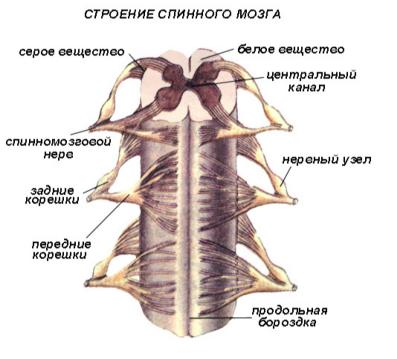 СТРОЕНИЕ СПИННОГО МОЗГА
серое вещество
белое вещество
центральный
канал
спинномозговой
нерв
нервный узел
задние
корешки
передние
корешки
продольная
бороздка